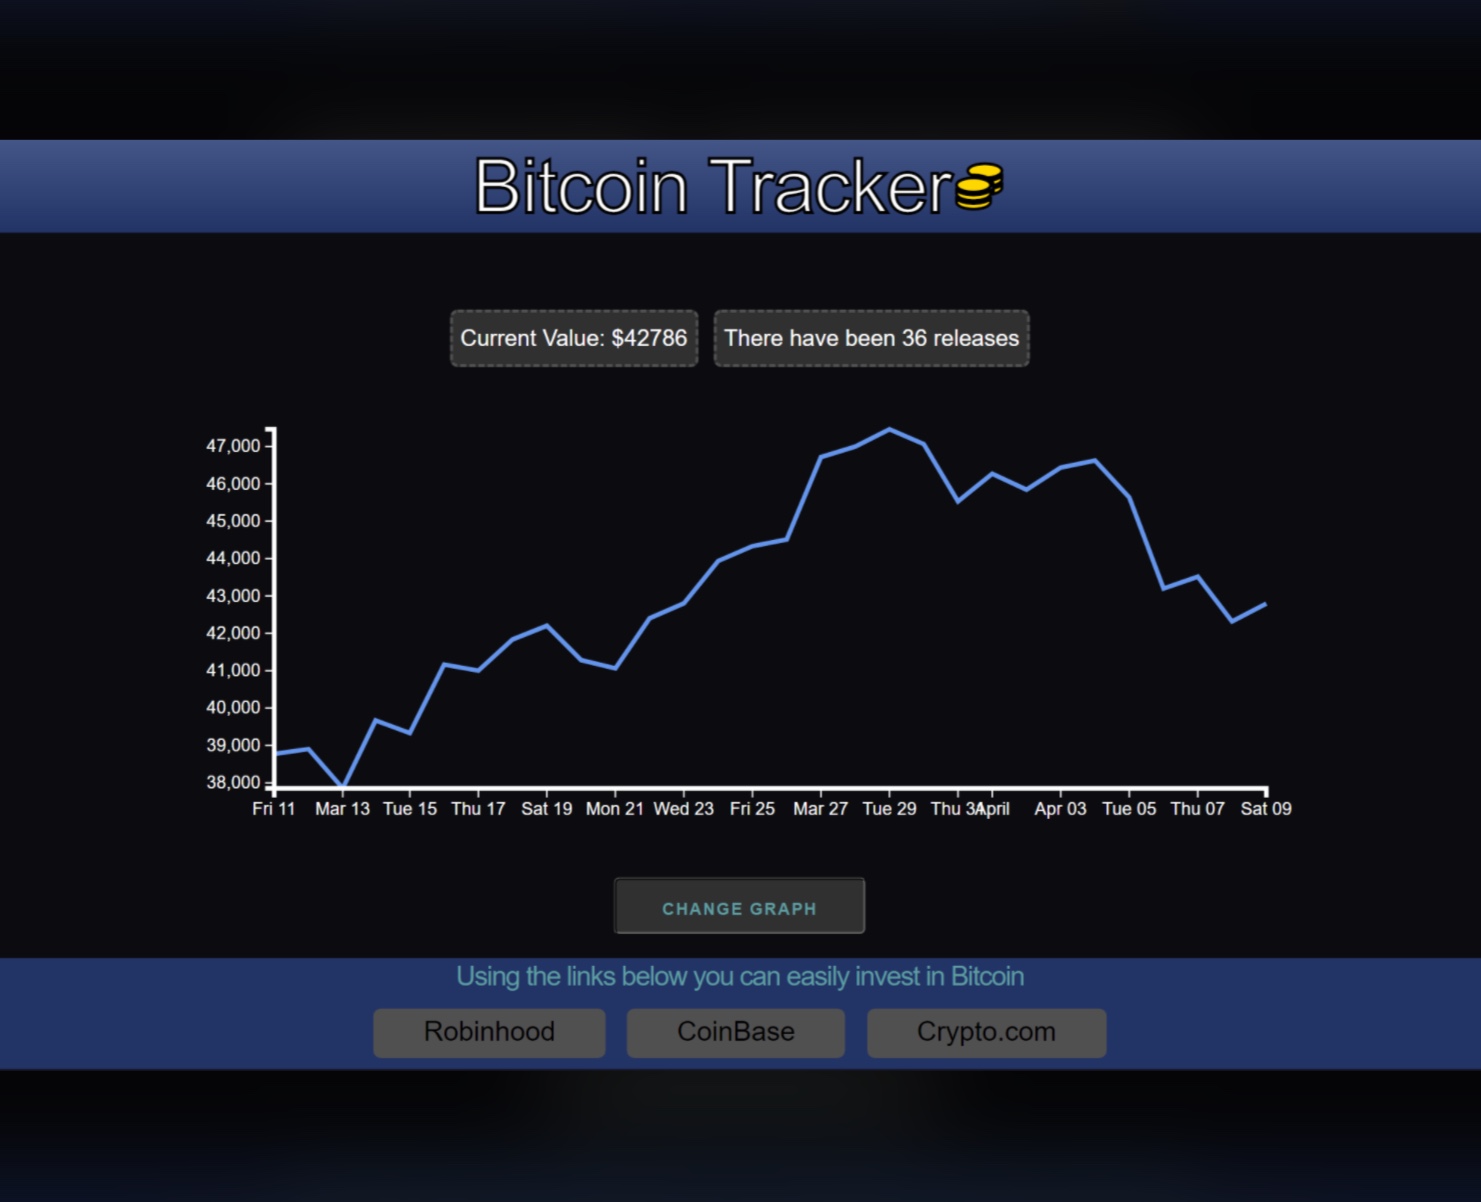 Bitcoin Tracker
Current Value: $42786
There have been 36 releases
47,000
46,000
45,000
44,000
43,000
42,000
41,000
40,000
39,000
38,000
Fri 11 Mar 13 Tue 15 Thu 17 Sat 19 Mon 21 Wed 23 Fri 25 Mar 27 Tue 29 Thu 31 April Apr 03 Tue 05 Thu 07 Sat 09
CHANGE GRAPH
Using the links below you can easily invest in Bitcoin
Robinhood CoinBase Crypto.com